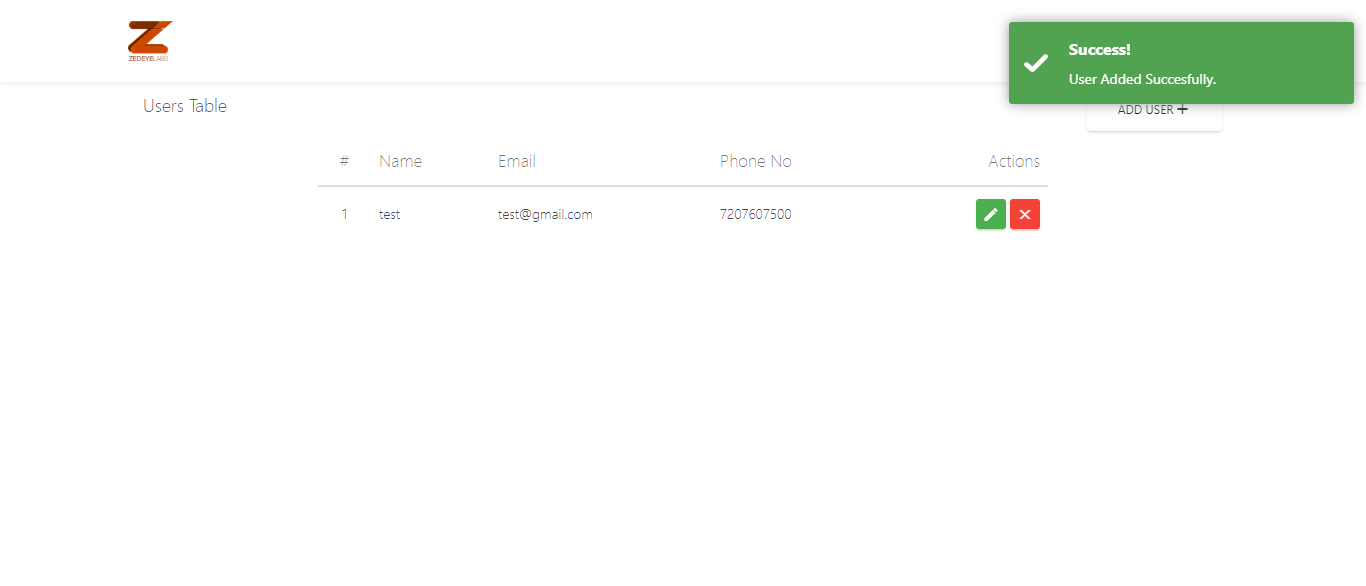 ZEDEYELABS
Success!
User Added Succesfully.
Users Table
ADD USER
# Name Email Phone No Actions
1 test test@gmail.com 7207607500